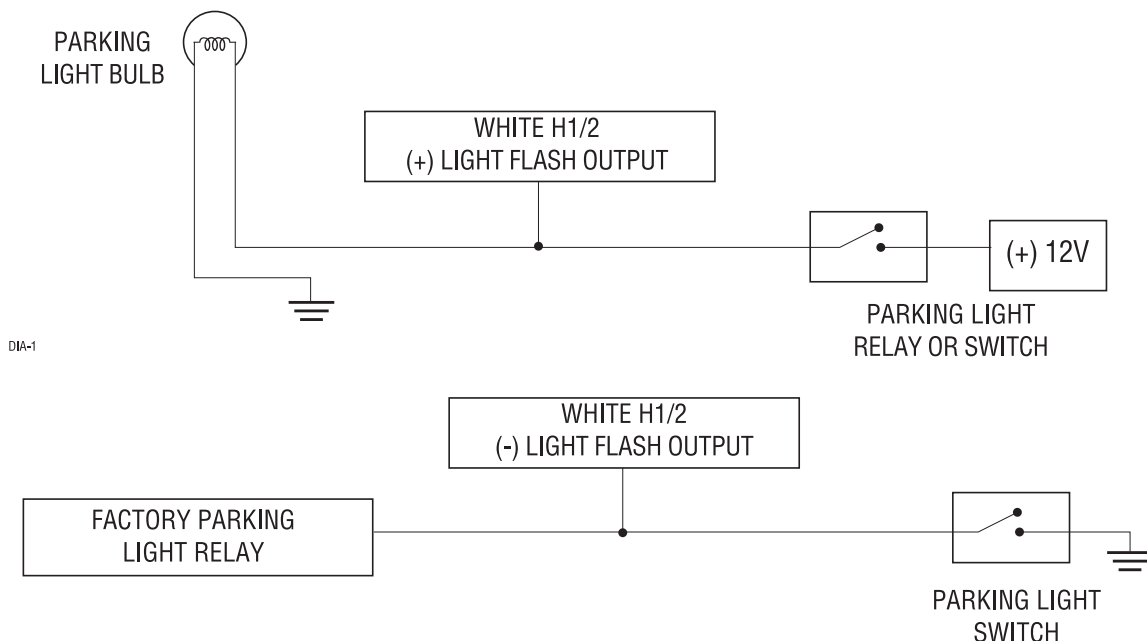 PARKING
LIGHT BULB
WHITE H1/2
(+) LIGHT FLASH OUTPUT
(+) 12V
PARKING LIGHT
RELAY OR SWITCH
DIA-1
WHITE H1/2
(-) LIGHT FLASH OUTPUT
FACTORY PARKING
LIGHT RELAY
PARKING LIGHT
SWITCH